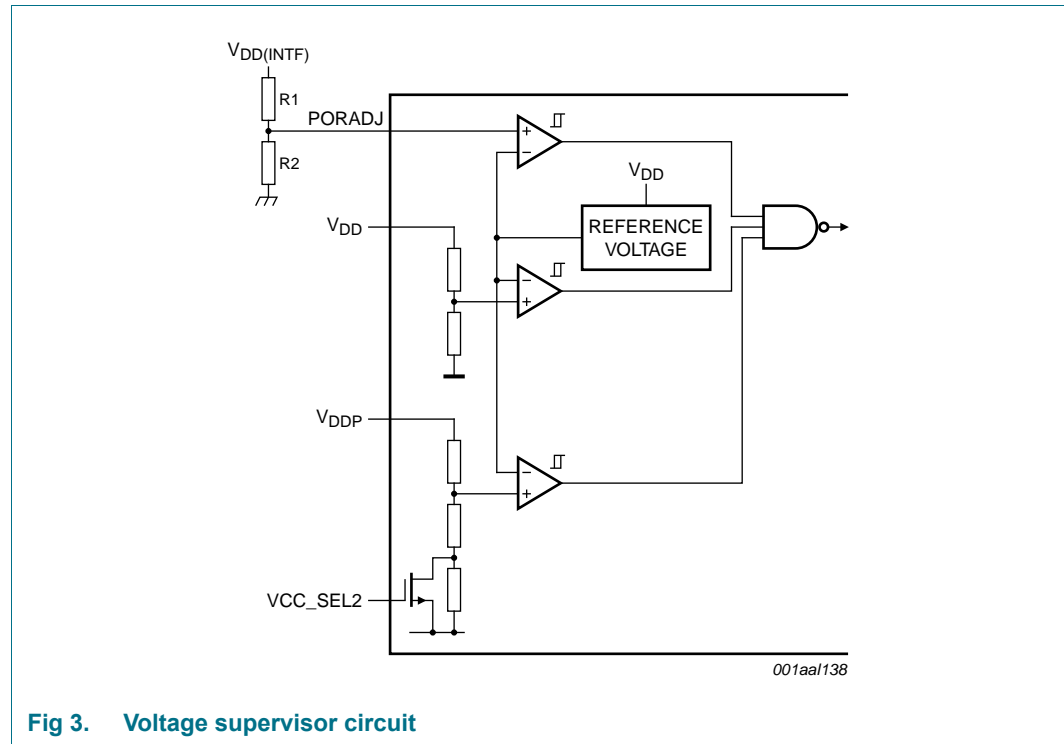 VDD(INTF)
R1
PORADJ
R2
VDD
REFERENCE
VOLTAGE
VDD
VDDP
VCC_SEL2
001aal138
Fig 3. Voltage supervisor circuit